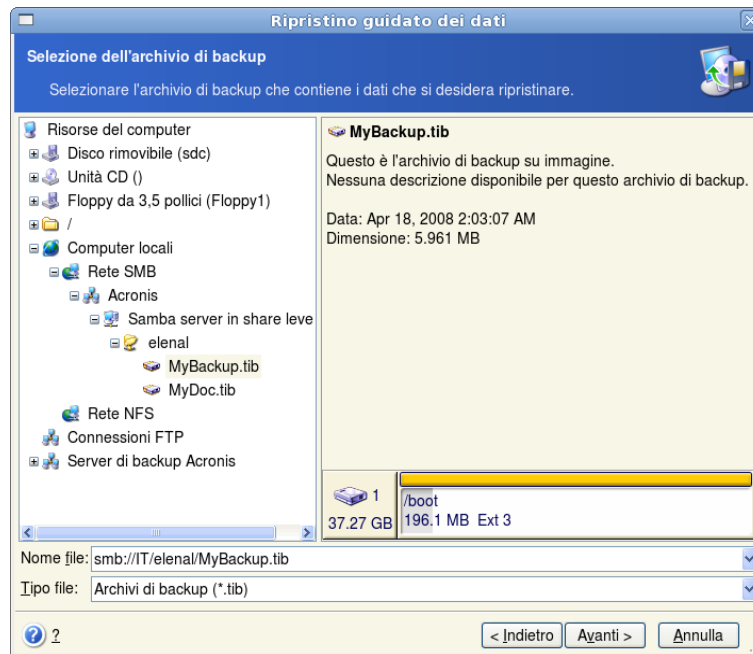 Ripristino guidato dei dati
Selezione dell'archivio di backup
Selezionare l'archivio di backup che contiene i dati che si desidera ripristinare.
Risorse del computer
Disco rimovibile (sdc)
Unità CD ()
Floppy da 3,5 pollici (Floppy1)
/
Computer locali
Rete SMB
Acronis
Samba server in share leve
elenal
MyBackup.tib
MyDoc.tib
Rete NFS
Connessioni FTP
Server di backup Acronis
MyBackup.tib
Questo è l'archivio di backup su immagine.
Nessuna descrizione disponibile per questo archivio di backup.
Data: Apr 18, 2008 2:03:07 AM
Dimensione: 5.961 MB
1
37.27 GB
/boot
196.1 MB Ext 3
Nome file: smb://IT/elenal/MyBackup.tib
Tipo file: Archivi di backup (*.tib)
? < Indietro Avanti > Annulla